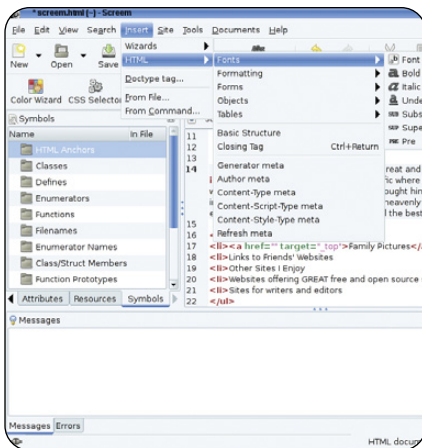 *screem.html (-) - Screem
File Edit View Search Insert Site Tools Documents Help
New Open Save
Wizards
HTML
Doctype tag...
From File...
From Command...
Fonts
Formatting
Forms
Objects
Tables
Basic Structure
Closing Tag Ctrl+Return
Generator meta
Author meta
Content-Type meta
Content-Script-Type meta
Content-Style-Type meta
Refresh meta
Font
Bold
Italic
Unde
Subs
Supe
Pre
Color Wizard CSS Selector
Symbols
Name In File
HTML Anchors
Classes
Defines
Enumerators
Functions
Filenames
Enumerator Names
Class/Struct Members
Function Prototypes
Attributes Resources Symbols
11
12
13
14 reat and
fic where
ought him
heavenly
d the best
15
16
17 <li><a href="" target="_top">Family Pictures</
18 <li>Links to Friends' Websites
19 <li>Other Sites I Enjoy
20 <li>Websites offering GREAT free and open source
21 <li>Sites for writers and editors
22 </ul>
Messages
Messages Errors
HTML docum